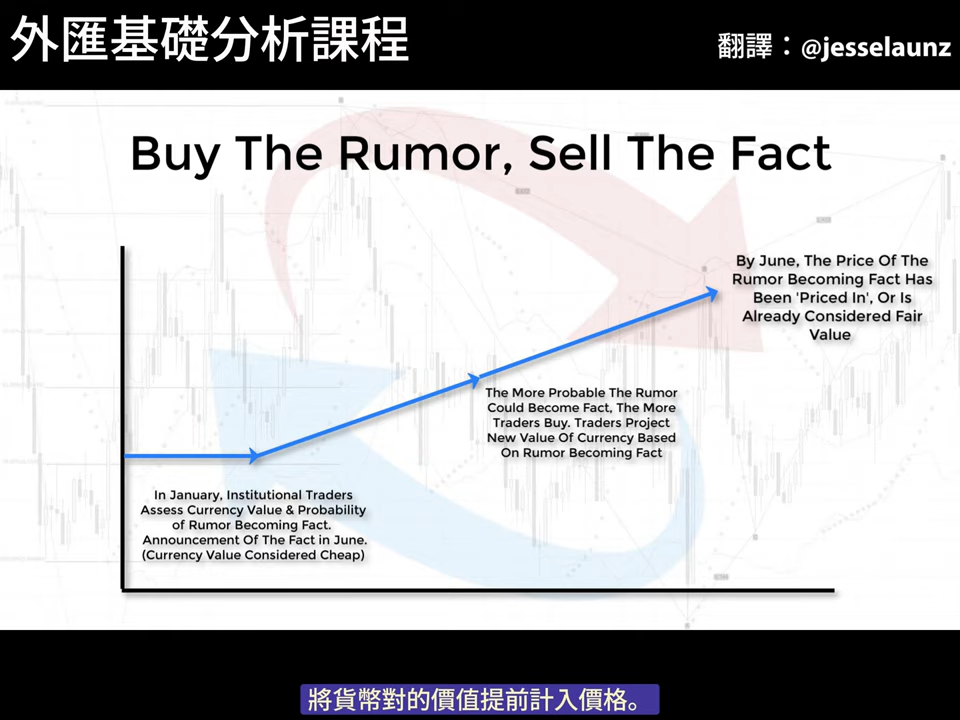 外匯基礎分析課程
翻譯：@jesselaunz
Buy The Rumor, Sell The Fact
By June, The Price Of The
Rumor Becoming Fact Has
Been 'Priced In', Or Is
Already Considered Fair
Value
The More Probable The Rumor
Could Become Fact, The More
Traders Buy. Traders Project
New Value Of Currency Based
On Rumor Becoming Fact
In January, Institutional Traders
Assess Currency Value & Probability
of Rumor Becoming Fact.
Announcement Of The Fact in June.
(Currency Value Considered Cheap)
將貨幣對的價值提前計入價格。